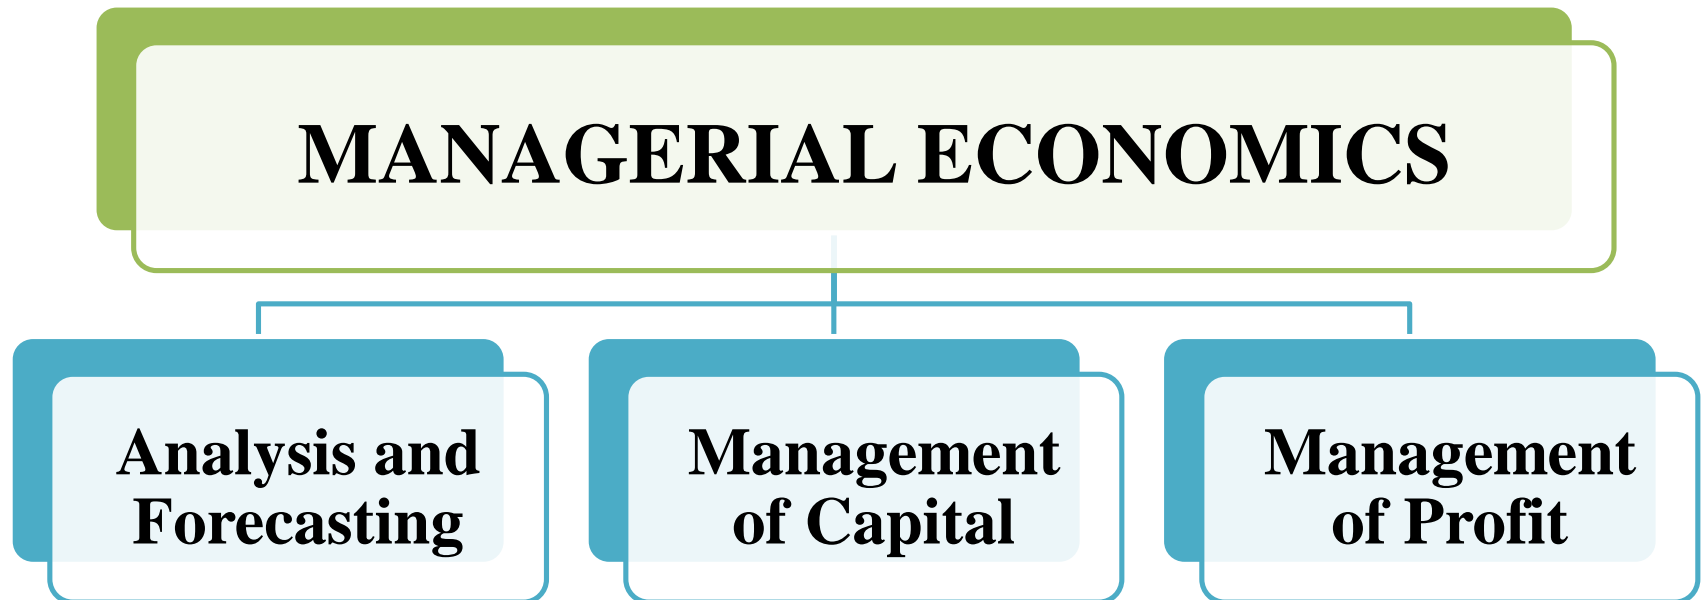 MANAGERIAL ECONOMICS
Analysis and
Forecasting
Management
of Capital
Management
of Profit